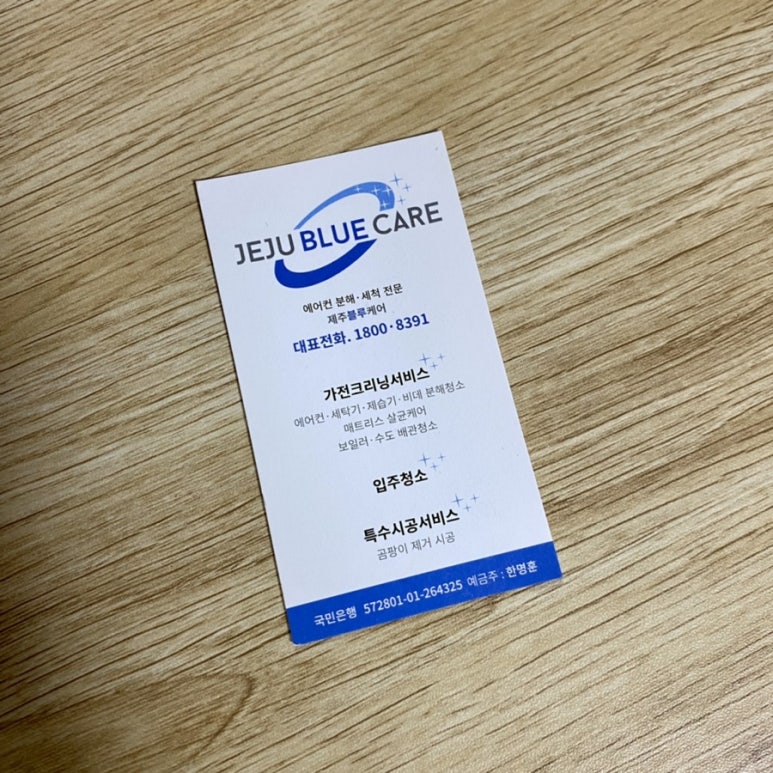 JEJU BLUE CARE
에어컨 분해·세척 전문
제주블루케어
대표전화. 1800·8391
가전크리닝서비스
에어컨·세탁기·제습기·비데 분해청소
매트리스 살균케어
보일러·수도 배관청소
입주청소
특수시공서비스
곰팡이 제거 시공
국민은행 572801-01-264325 예금주 : 한명훈